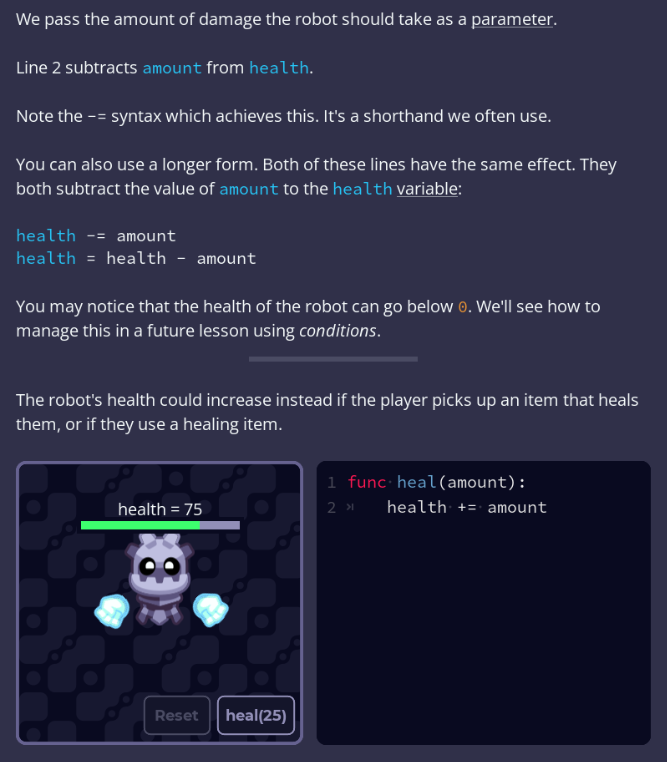 We pass the amount of damage the robot should take as a parameter.
Line 2 subtracts amount from health.
Note the -= syntax which achieves this. It's a shorthand we often use.
You can also use a longer form. Both of these lines have the same effect. They
both subtract the value of amount to the health variable:
health -= amount
health = health - amount
You may notice that the health of the robot can go below 0. We'll see how to
manage this in a future lesson using conditions.
The robot's health could increase instead if the player picks up an item that heals
them, or if they use a healing item.
health = 75
Reset
heal(25)
1 func heal(amount):
2 health += amount